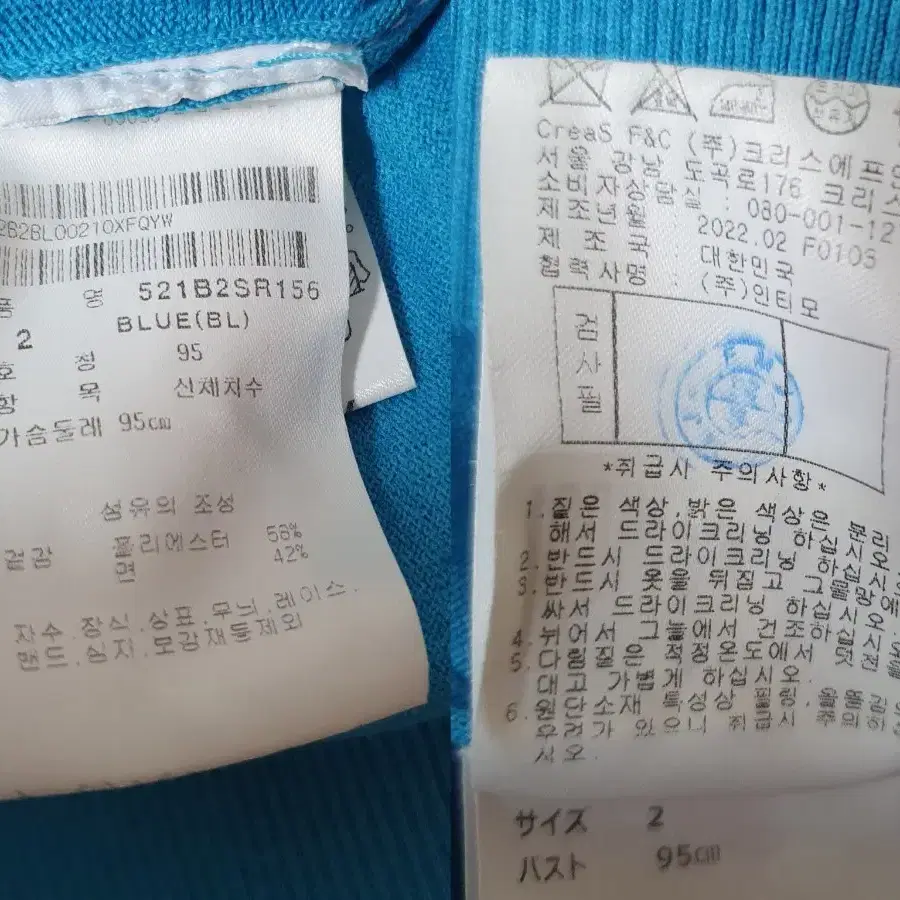 2B2BL00210XFQYW
품 명 521B2SR156
2 BLUE(BL)
호 칭 95
항 목 신체치수
가슴둘레 95cm
섬유의 조성
겉감 폴리에스터 58%
면 42%
자수.장식.상표.무늬.레이스.
밴드.심지.모강재들제외
CreaS F&C (주)크리스에프앤
서울 강남 도곡로176 크리스
소비자상담실 : 080-001-12
제조년월 : 2022.02 F0105
제 조 국 : 대한민국
협력사명 : (주)인티모
검사필
*취급시 주의사항*
1.짙은 색상,밝은 색상은 분리
해서 드라이크리닝 하십시오.
2.반드시 드라이크리닝 하십시오
3.반드시 옷을 뒤집고 그물망에
싸서 드라이크리닝 하십시오.
4.뉘어서 그늘에서 건조하십시오
5.다림질은 적정온도에서 덧천
대고 가볍게 하십시오.
6.원단소재 특성상 필링,올뜯김
우려가 있으니 취급시 주의하
시오.
サイズ 2
バスト 95cm